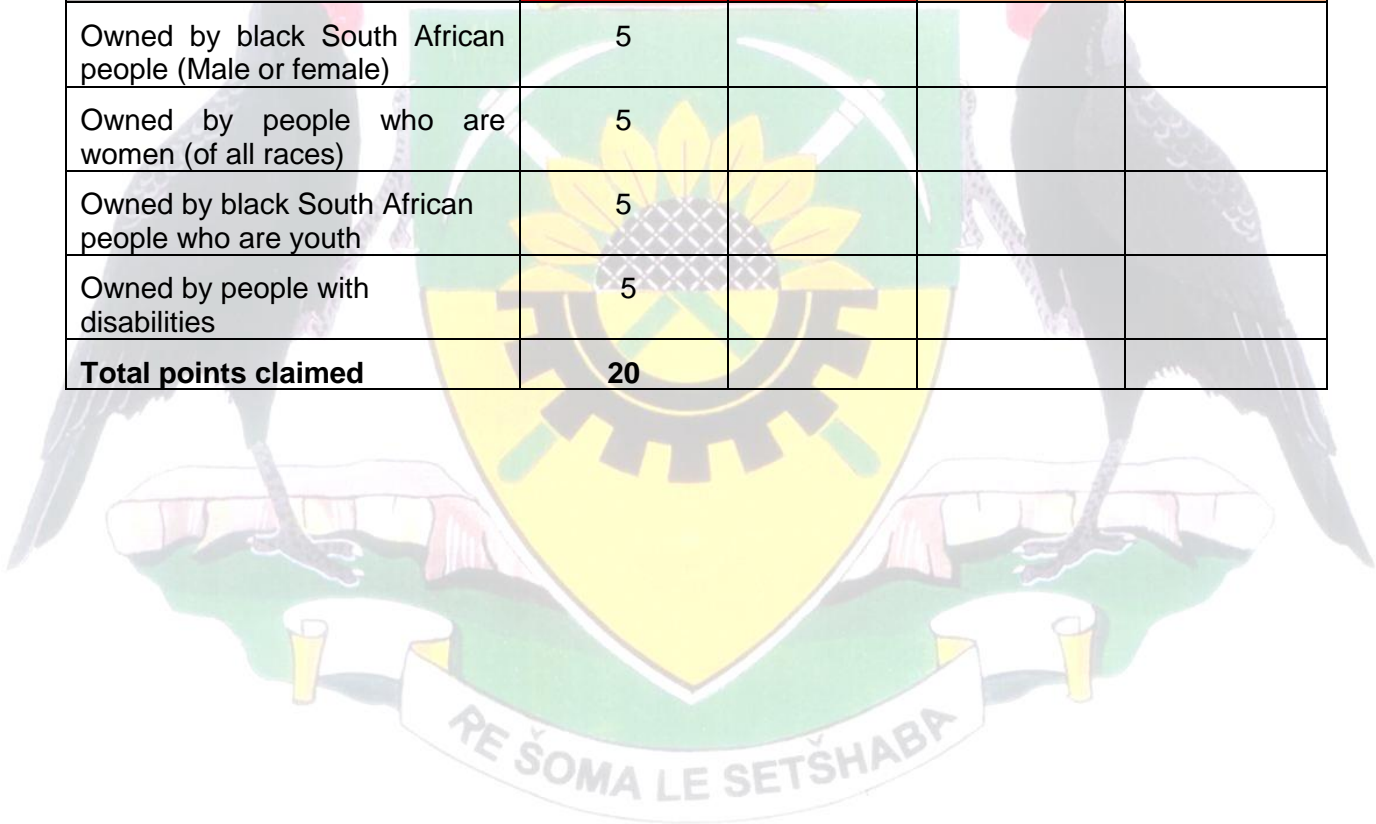 Owned by black South African 5
people (Male or female)
Owned by people who are 5
women (of all races)
Owned by black South African 5
people who are youth
Owned by people with 5
disabilities
Total points claimed 20
RE ŠOMA LE SETŠHABA